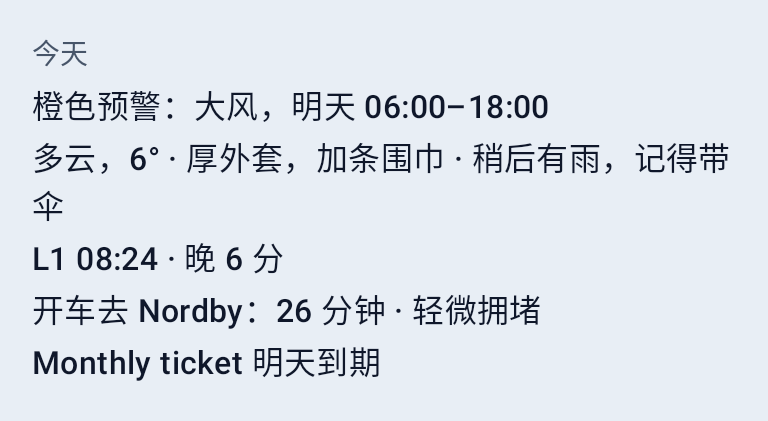 今天
橙色预警：大风，明天 06:00–18:00
多云，6° · 厚外套，加条围巾 · 稍后有雨，记得带
伞
L1 08:24 · 晚 6 分
开车去 Nordby：26 分钟 · 轻微拥堵
Monthly ticket 明天到期